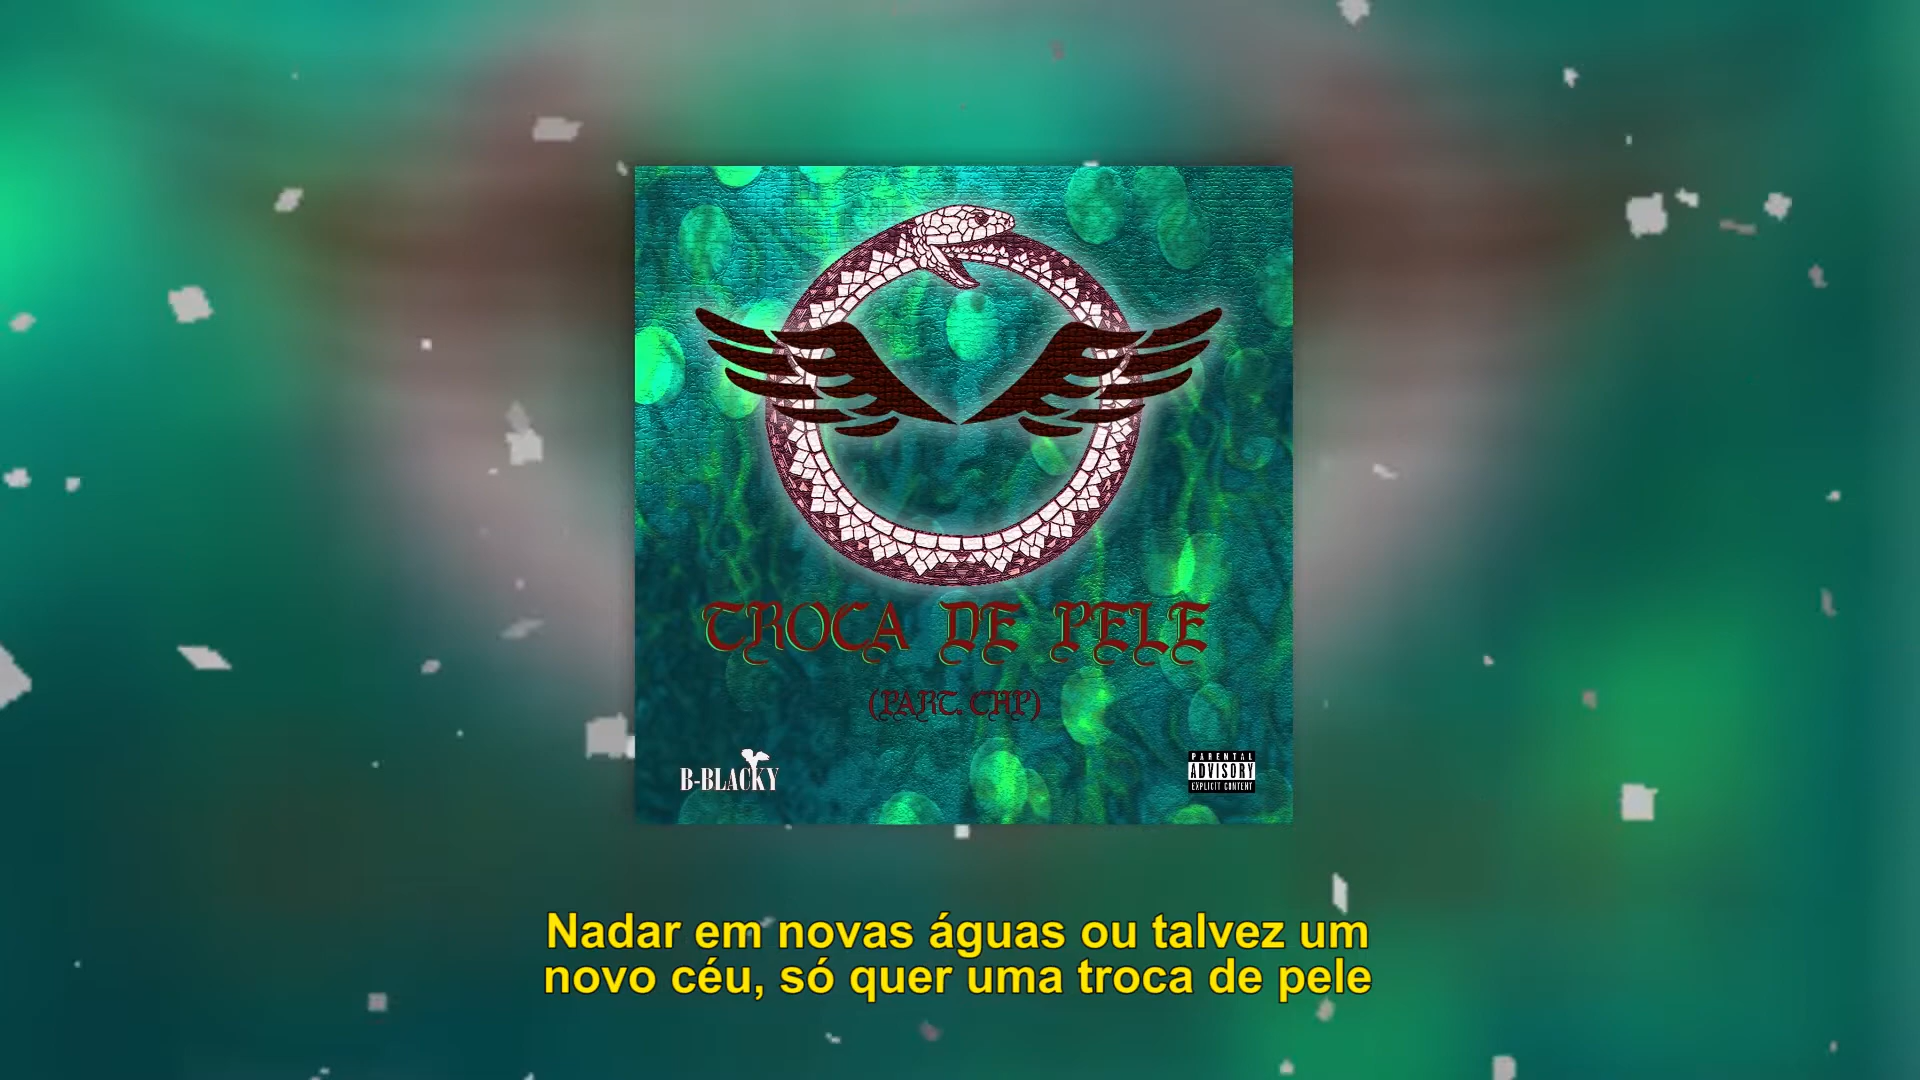 TROCA DE PELE
(PART. CHP)
B-BLACKY
PARENTAL
ADVISORY
EXPLICIT CONTENT
Nadar em novas águas ou talvez um
novo céu, só quer uma troca de pele